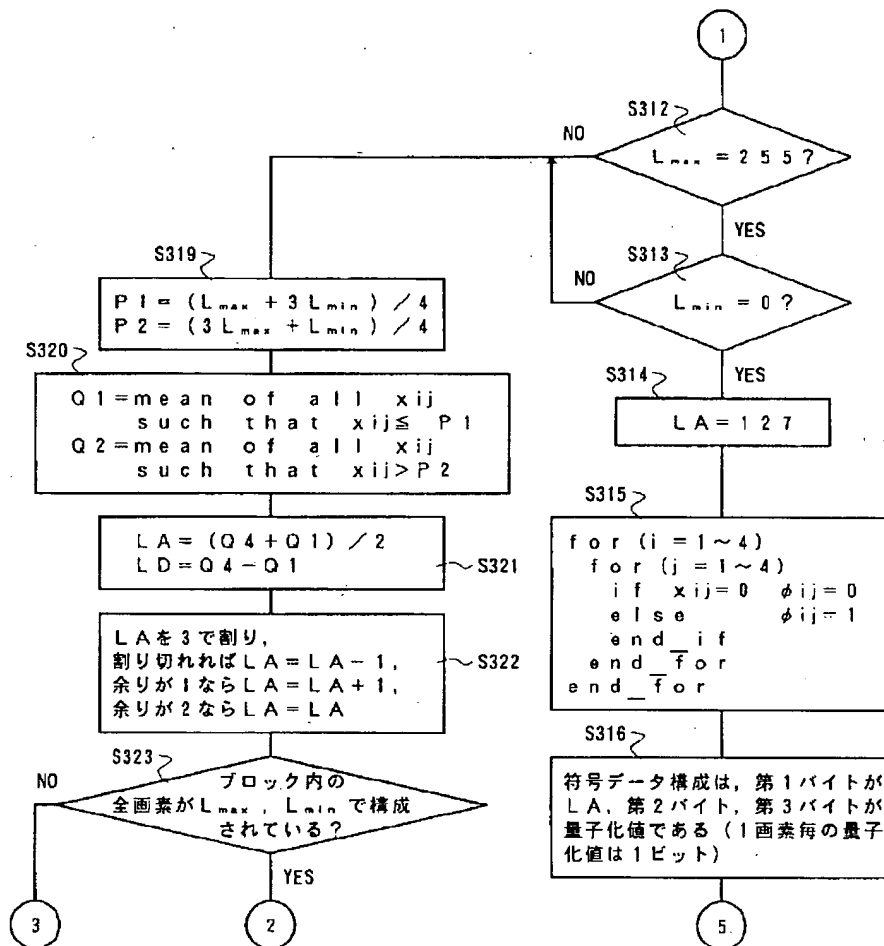 1
S312
NO
Lmax = 255?
YES
S313
NO
Lmin = 0?
YES
S319
P1 = (Lmax + 3Lmin) / 4
P2 = (3Lmax + Lmin) / 4
S320
Q1 = mean of all xij
such that xij ≦ P1
Q2 = mean of all xij
such that xij > P2
LA = (Q4 + Q1) / 2
LD = Q4 − Q1
S321
LAを3で割り,
割り切れればLA = LA − 1,
余りが1ならLA = LA + 1,
余りが2ならLA = LA
S322
S323
ブロック内の
全画素がLmax, Lminで構成
されている?
NO
YES
3
2
S314
LA = 127
S315
for (i = 1~4)
for (j = 1~4)
if xij = 0 φij = 0
else φij = 1
end_if
end_for
end_for
S316
符号データ構成は, 第1バイトが
LA, 第2バイト, 第3バイトが
量子化値である (1画素毎の量子
化値は1ビット)
5